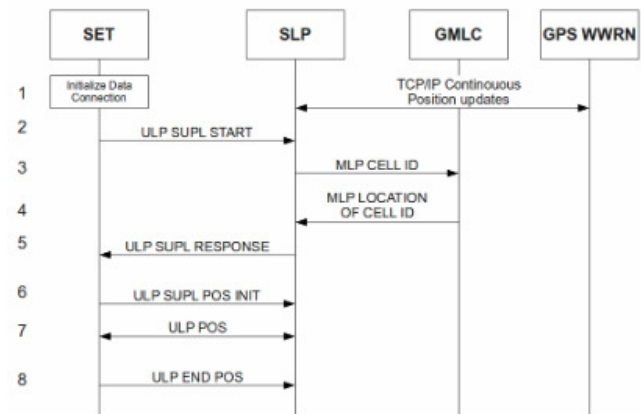 SET SLP GMLC GPS WWRN
1 Initialize Data
Connection
TCP/IP Continouous
Position updates
2 ULP SUPL START
3 MLP CELL ID
4 MLP LOCATION
OF CELL ID
5 ULP SUPL RESPONSE
6 ULP SUPL POS INIT
7 ULP POS
8 ULP END POS